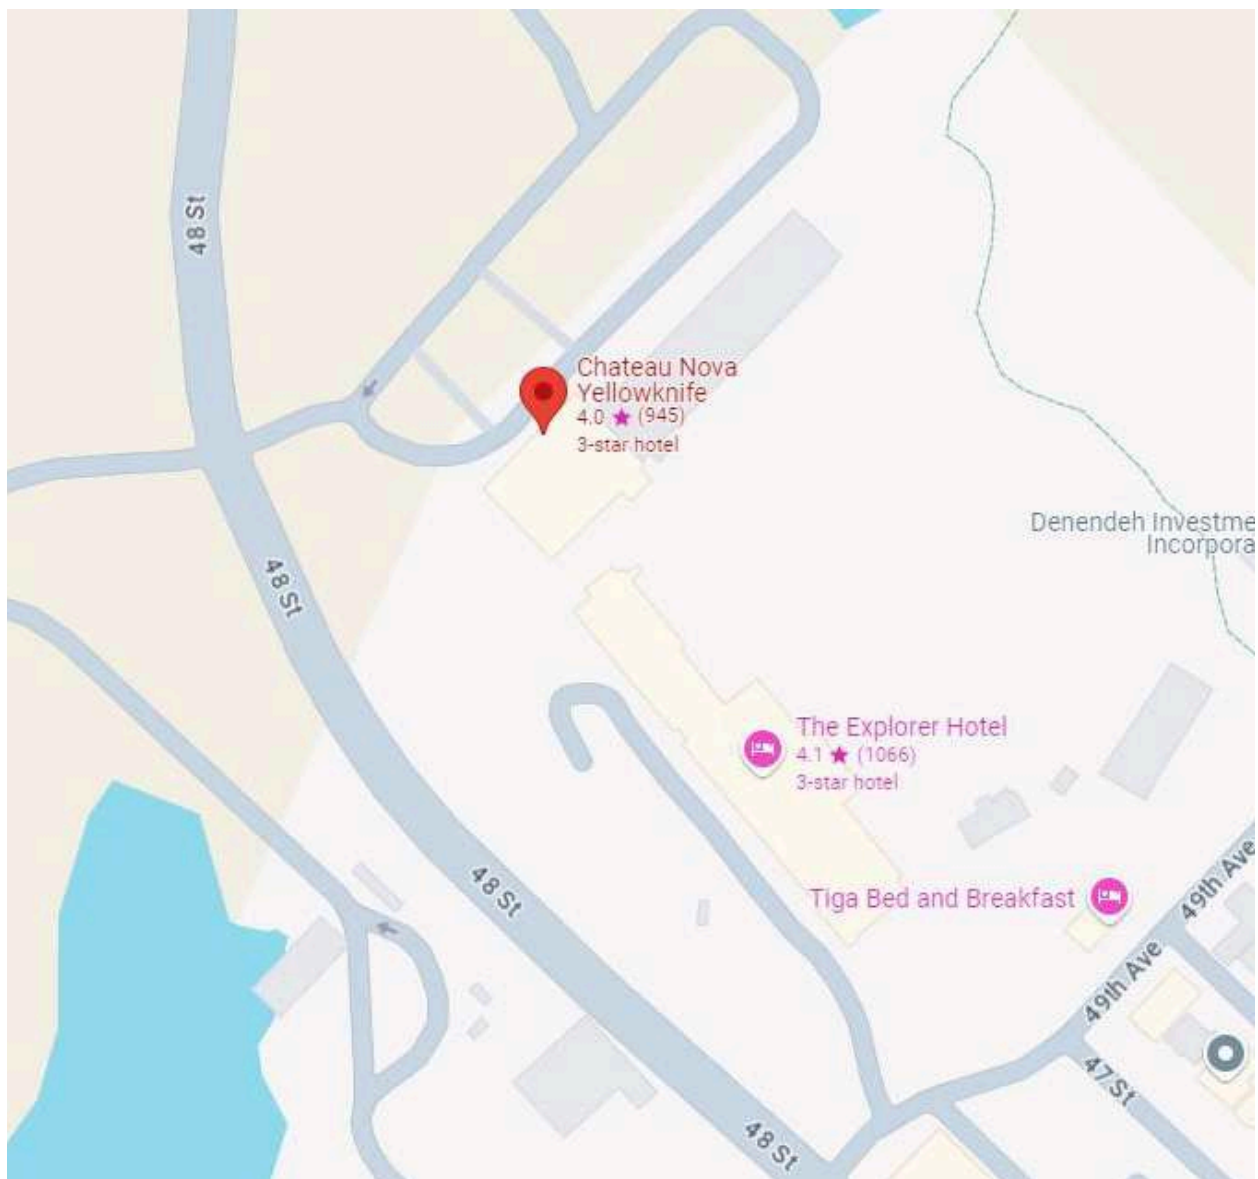 48 St
Chateau Nova
Yellowknife
4.0 ★ (945)
3-star hotel
Denendeh Investme
Incorpora
48 St
The Explorer Hotel
4.1 ★ (1066)
3-star hotel
49th Ave
48 St
Tiga Bed and Breakfast
49th Ave
47 St
48 St